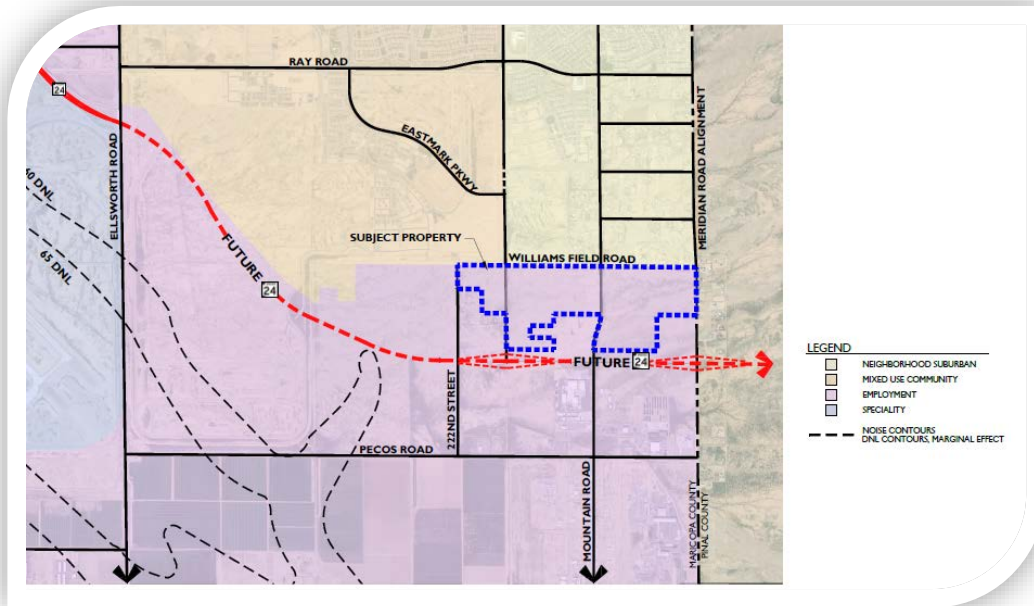 RAY ROAD
24
ELLSWORTH ROAD
EASTMARK PKWY
MERIDIAN ROAD ALIGNMENT
60 DNL
65 DNL
SUBJECT PROPERTY
WILLIAMS FIELD ROAD
FUTURE
24
FUTURE 24
222ND STREET
PECOS ROAD
MOUNTAIN ROAD
MARICOPA COUNTY
PINAL COUNTY
LEGEND
NEIGHBORHOOD SUBURBAN
MIXED USE COMMUNITY
EMPLOYMENT
SPECIALITY
NOISE CONTOURS
DNL CONTOURS, MARGINAL EFFECT